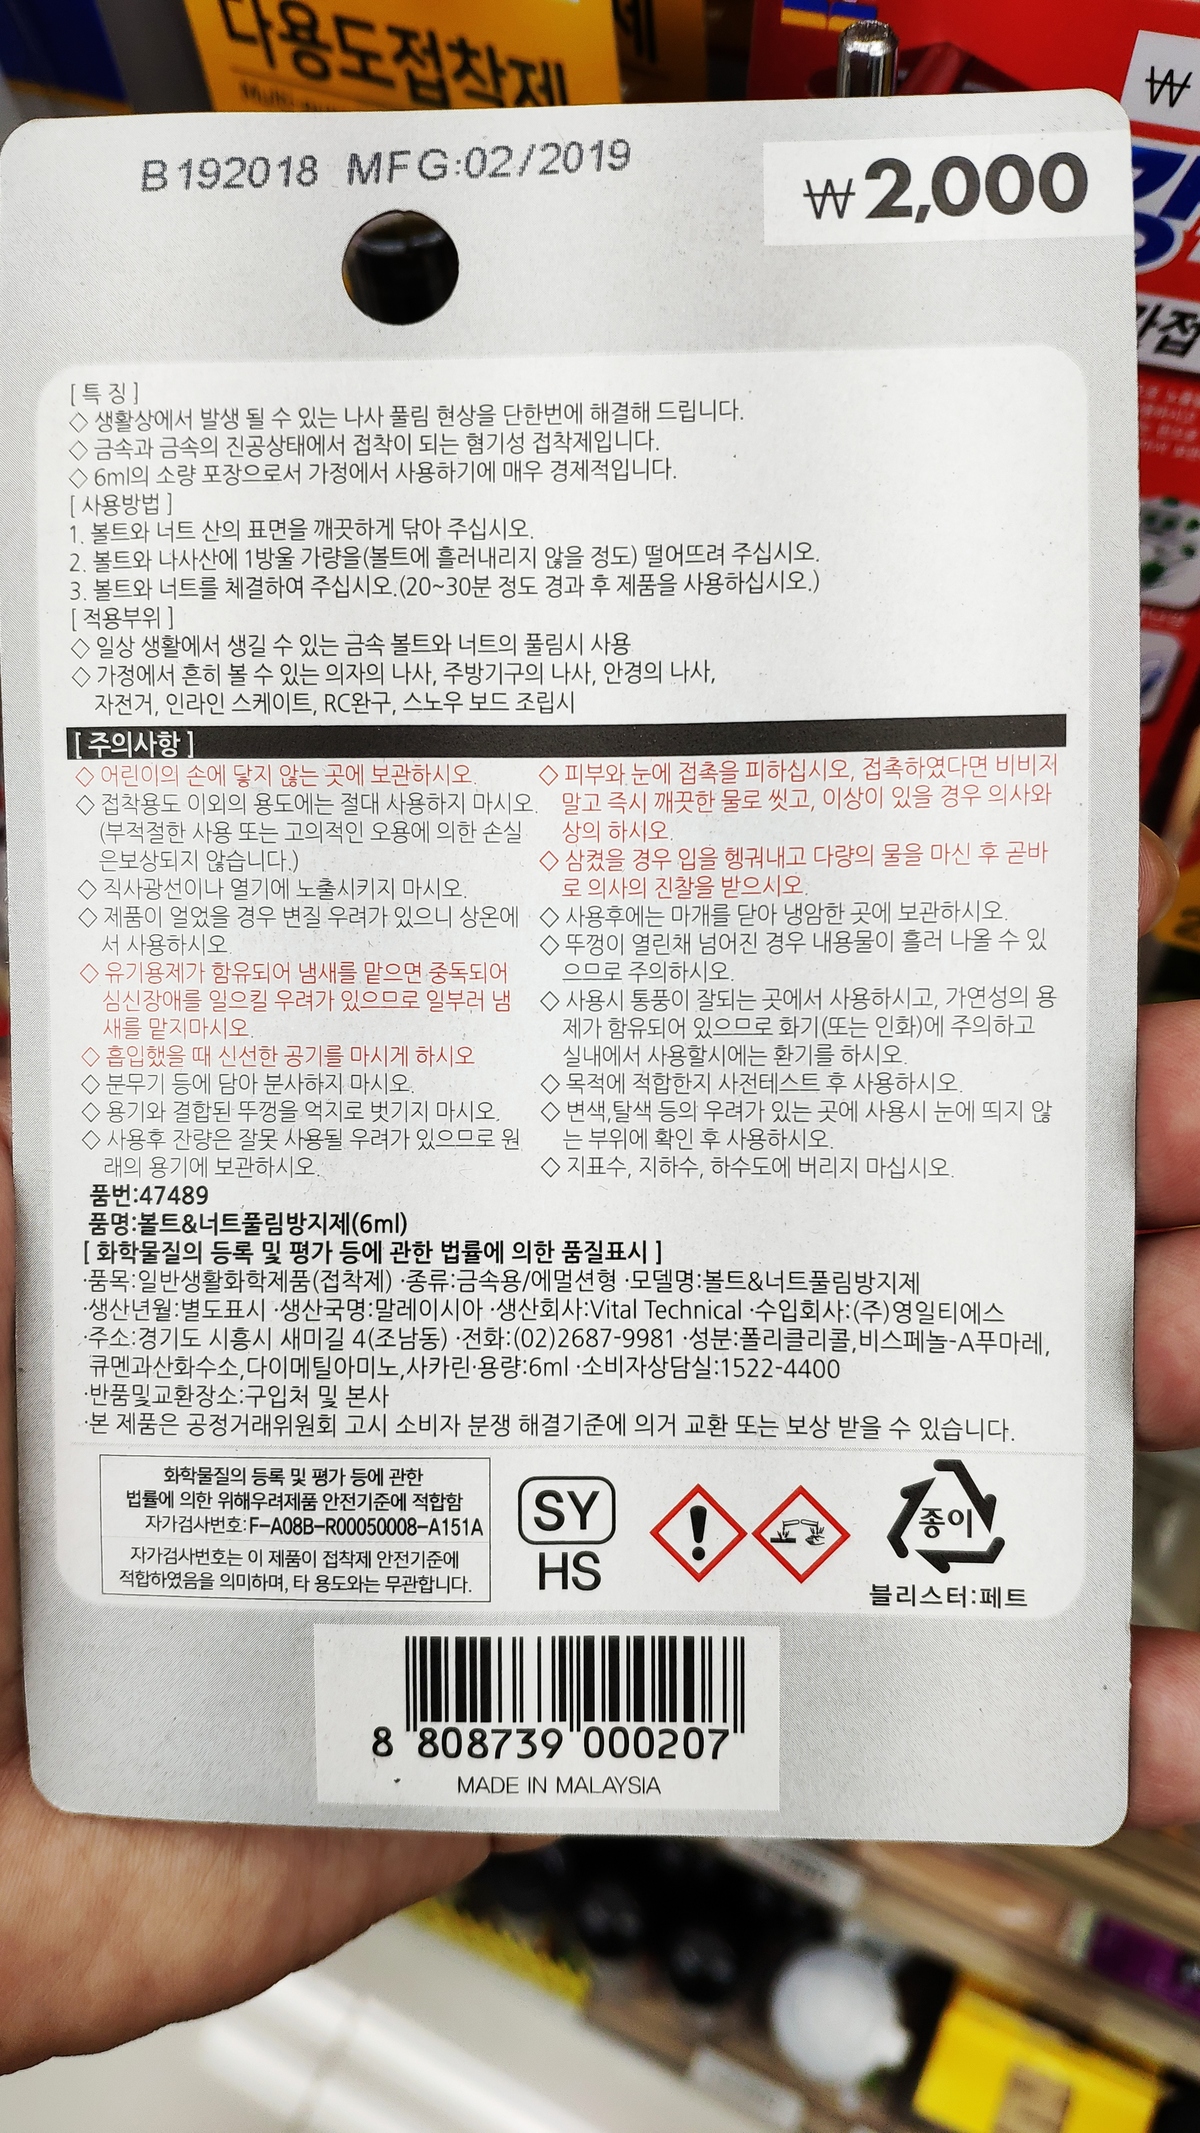 다용도접착제
제
₩
B192018 MFG:02/2019
₩2,000
[ 특 징 ]
◇ 생활상에서 발생 될 수 있는 나사 풀림 현상을 단한번에 해결해 드립니다.
◇ 금속과 금속의 진공상태에서 접착이 되는 혐기성 접착제입니다.
◇ 6ml의 소량 포장으로서 가정에서 사용하기에 매우 경제적입니다.
[ 사용방법 ]
1. 볼트와 너트 산의 표면을 깨끗하게 닦아 주십시오.
2. 볼트와 나사산에 1방울 가량을(볼트에 흘러내리지 않을 정도) 떨어뜨려 주십시오.
3. 볼트와 너트를 체결하여 주십시오.(20~30분 정도 경과 후 제품을 사용하십시오.)
[ 적용부위 ]
◇ 일상 생활에서 생길 수 있는 금속 볼트와 너트의 풀림시 사용
◇ 가정에서 흔히 볼 수 있는 의자의 나사, 주방기구의 나사, 안경의 나사,
자전거, 인라인 스케이트, RC완구, 스노우 보드 조립시
[ 주의사항 ]
◇ 어린이의 손에 닿지 않는 곳에 보관하시오.
◇ 접착용도 이외의 용도에는 절대 사용하지 마시오.
(부적절한 사용 또는 고의적인 오용에 의한 손실
은보상되지 않습니다.)
◇ 직사광선이나 열기에 노출시키지 마시오.
◇ 제품이 얼었을 경우 변질 우려가 있으니 상온에
서 사용하시오.
◇ 유기용제가 함유되어 냄새를 맡으면 중독되어
심신장애를 일으킬 우려가 있으므로 일부러 냄
새를 맡지마시오.
◇ 흡입했을 때 신선한 공기를 마시게 하시오
◇ 분무기 등에 담아 분사하지 마시오.
◇ 용기와 결합된 뚜껑을 억지로 벗기지 마시오.
◇ 사용후 잔량은 잘못 사용될 우려가 있으므로 원
래의 용기에 보관하시오.
◇ 피부와 눈에 접촉을 피하십시오, 접촉하였다면 비비저
말고 즉시 깨끗한 물로 씻고, 이상이 있을 경우 의사와
상의 하시오.
◇ 삼켰을 경우 입을 헹궈내고 다량의 물을 마신 후 곧바
로 의사의 진찰을 받으시오.
◇ 사용후에는 마개를 닫아 냉암한 곳에 보관하시오.
◇ 뚜껑이 열린채 넘어진 경우 내용물이 흘러 나올 수 있
으므로 주의하시오.
◇ 사용시 통풍이 잘되는 곳에서 사용하시고, 가연성의 용
제가 함유되어 있으므로 화기(또는 인화)에 주의하고
실내에서 사용할시에는 환기를 하시오.
◇ 목적에 적합한지 사전테스트 후 사용하시오.
◇ 변색,탈색 등의 우려가 있는 곳에 사용시 눈에 띄지 않
는 부위에 확인 후 사용하시오.
◇ 지표수, 지하수, 하수도에 버리지 마십시오.
품번:47489
품명:볼트&너트풀림방지제(6ml)
[ 화학물질의 등록 및 평가 등에 관한 법률에 의한 품질표시 ]
·품목:일반생활화학제품(접착제) ·종류:금속용/에멀션형 ·모델명:볼트&너트풀림방지제
·생산년월:별도표시 ·생산국명:말레이시아 ·생산회사:Vital Technical ·수입회사:(주)영일티에스
·주소:경기도 시흥시 새미길 4(조남동) ·전화:(02)2687-9981 ·성분:폴리클리콜,비스페놀-A푸마레,
큐멘과산화수소,다이메틸아미노,사카린·용량:6ml ·소비자상담실:1522-4400
·반품및교환장소:구입처 및 본사
·본 제품은 공정거래위원회 고시 소비자 분쟁 해결기준에 의거 교환 또는 보상 받을 수 있습니다.
화학물질의 등록 및 평가 등에 관한
법률에 의한 위해우려제품 안전기준에 적합함
자가검사번호:F-A08B-R00050008-A151A
자가검사번호는 이 제품이 접착제 안전기준에
적합하였음을 의미하며, 타 용도와는 무관합니다.
SY
HS
종이
블리스터:페트
8 808739 000207
MADE IN MALAYSIA